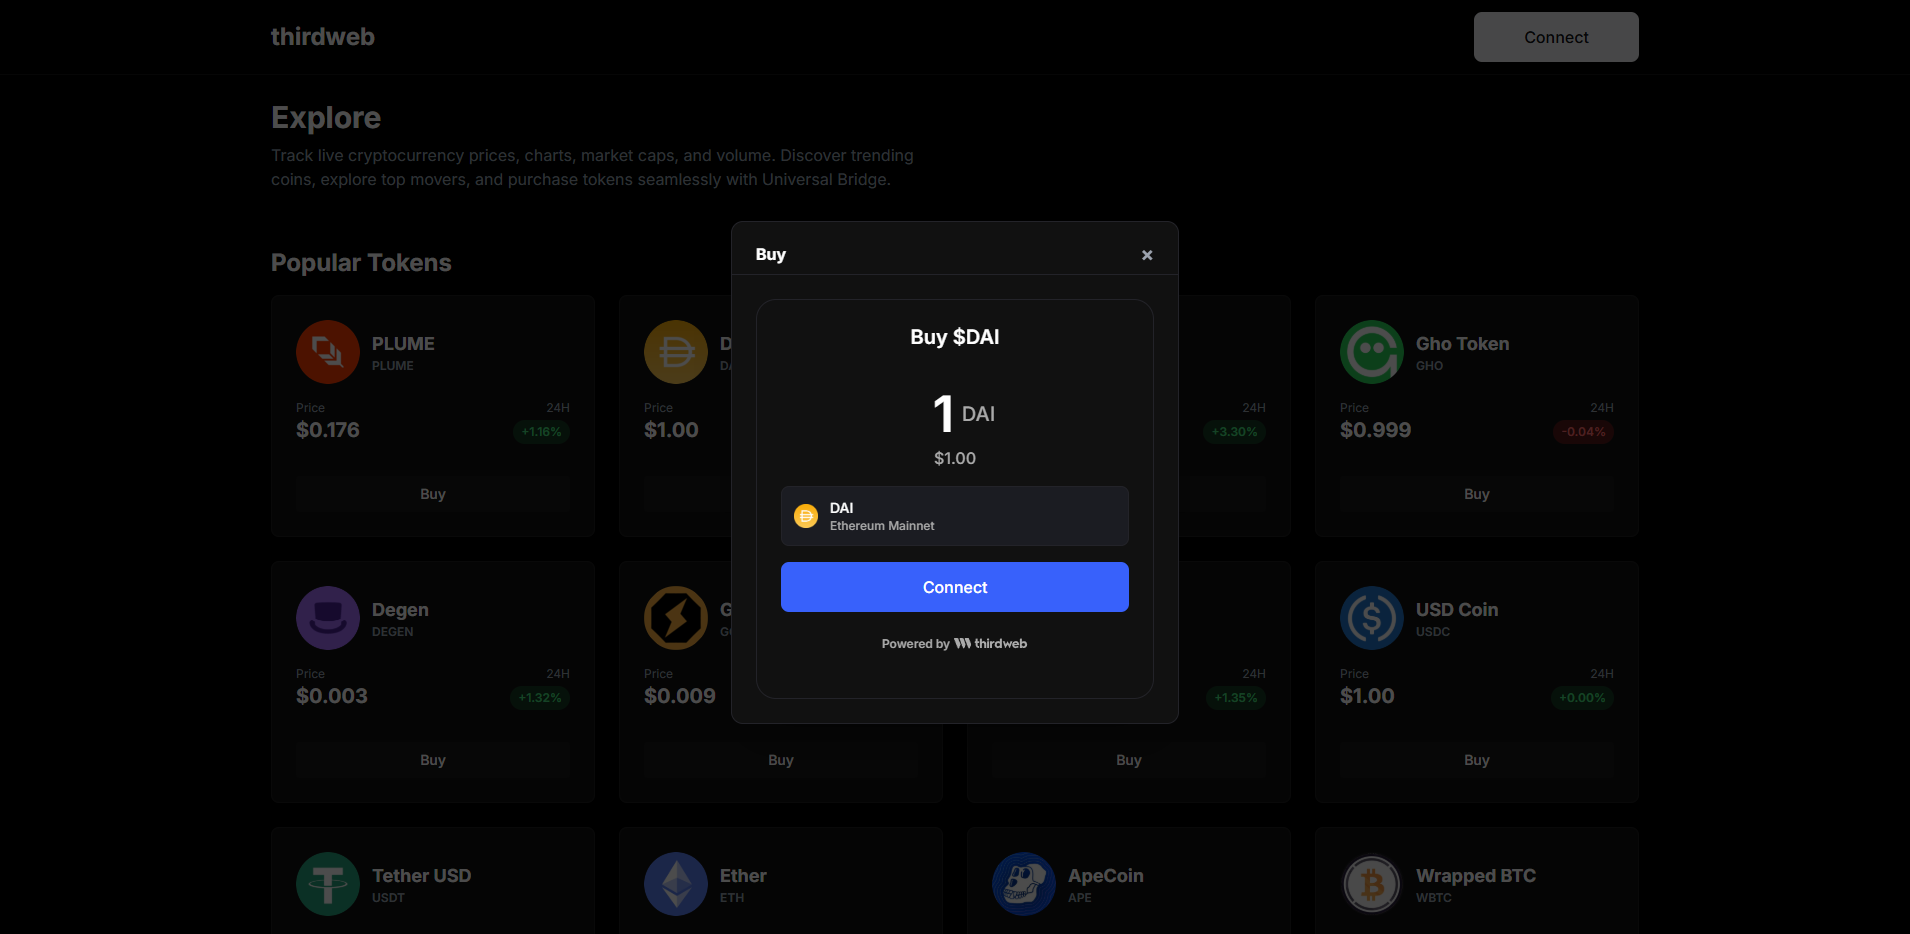 thirdweb
Connect
Explore
Track live cryptocurrency prices, charts, market caps, and volume. Discover trending
coins, explore top movers, and purchase tokens seamlessly with Universal Bridge.
Popular Tokens
PLUME
PLUME
Price
24H
$0.176
+1.16%
Buy
Price
$1.00
24H
+3.30%
Gho Token
GHO
Price
24H
$0.999
-0.04%
Buy
Buy
×
Buy $DAI
1 DAI
$1.00
DAI
Ethereum Mainnet
Connect
Powered by thirdweb
Degen
DEGEN
Price
24H
$0.003
+1.32%
Buy
Price
$0.009
Buy
24H
+1.35%
Buy
USD Coin
USDC
Price
24H
$1.00
+0.00%
Buy
Tether USD
USDT
Ether
ETH
ApeCoin
APE
Wrapped BTC
WBTC